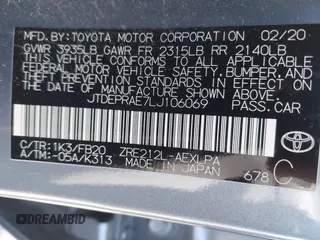 MFD.BY:TOYOTA MOTOR CORPORATION 02/20
GVWR 3935LB GAWR FR 2315LB RR 2140LB
THIS VEHICLE CONFORMS TO ALL APPLICABLE
FEDERAL MOTOR VEHICLE SAFETY, BUMPER,
AND THEFT PREVENTION STANDARDS IN EFFECT
ON THE DATE OF MANUFACTURE SHOWN ABOVE.
JTDEPRAE7LJ106069
PASS. CAR
C/TR:1K3/FB20 ZRE212L-AEXLPA
A/TM:-05A/K313 MADE IN JAPAN 678 C
TOYOTA
DREAMBID